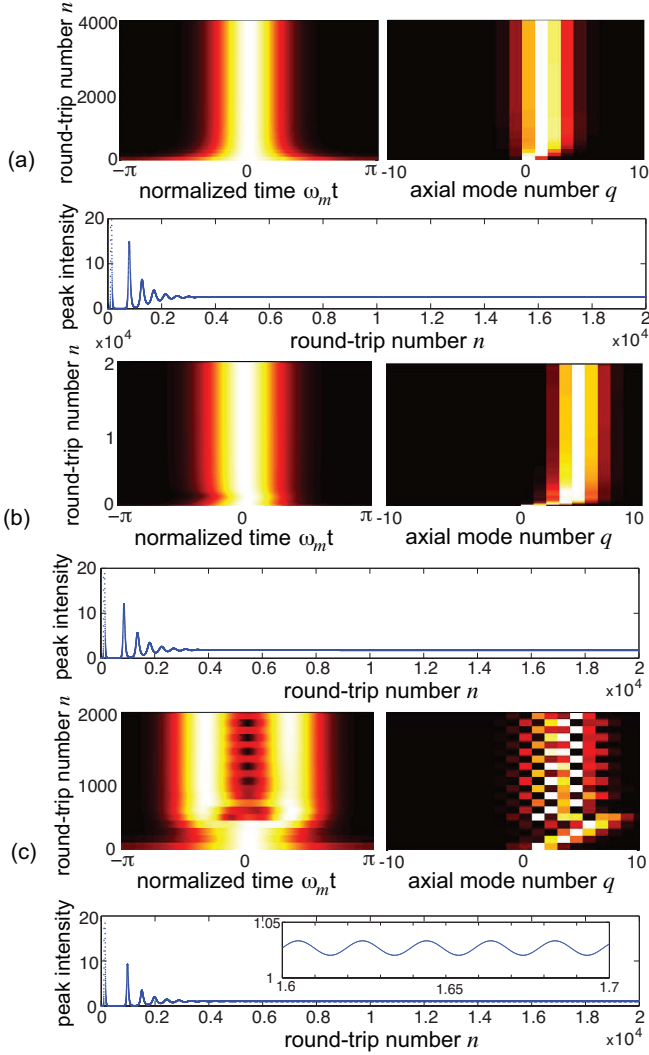 4000
2000
0
round-trip number n
−π
0
π
normalized time ωmt
-10
0
10
axial mode number q
(a)
20
10
0
peak intensity
0 0.2 0.4 0.6 0.8 1 1.2 1.4 1.6 1.8 2
round-trip number n
×10^4
×10^4
2
1
0
round-trip number n
−π
0
π
normalized time ωmt
-10
0
10
axial mode number q
(b)
20
10
0
peak intensity
0 0.2 0.4 0.6 0.8 1 1.2 1.4 1.6 1.8 2
round-trip number n
×10^4
2000
1000
0
round-trip number n
−π
0
π
normalized time ωmt
-10
0
10
axial mode number q
(c)
20
10
0
peak intensity
1.05
1
1.6 1.65 1.7
0 0.2 0.4 0.6 0.8 1 1.2 1.4 1.6 1.8 2
round-trip number n
×10^4